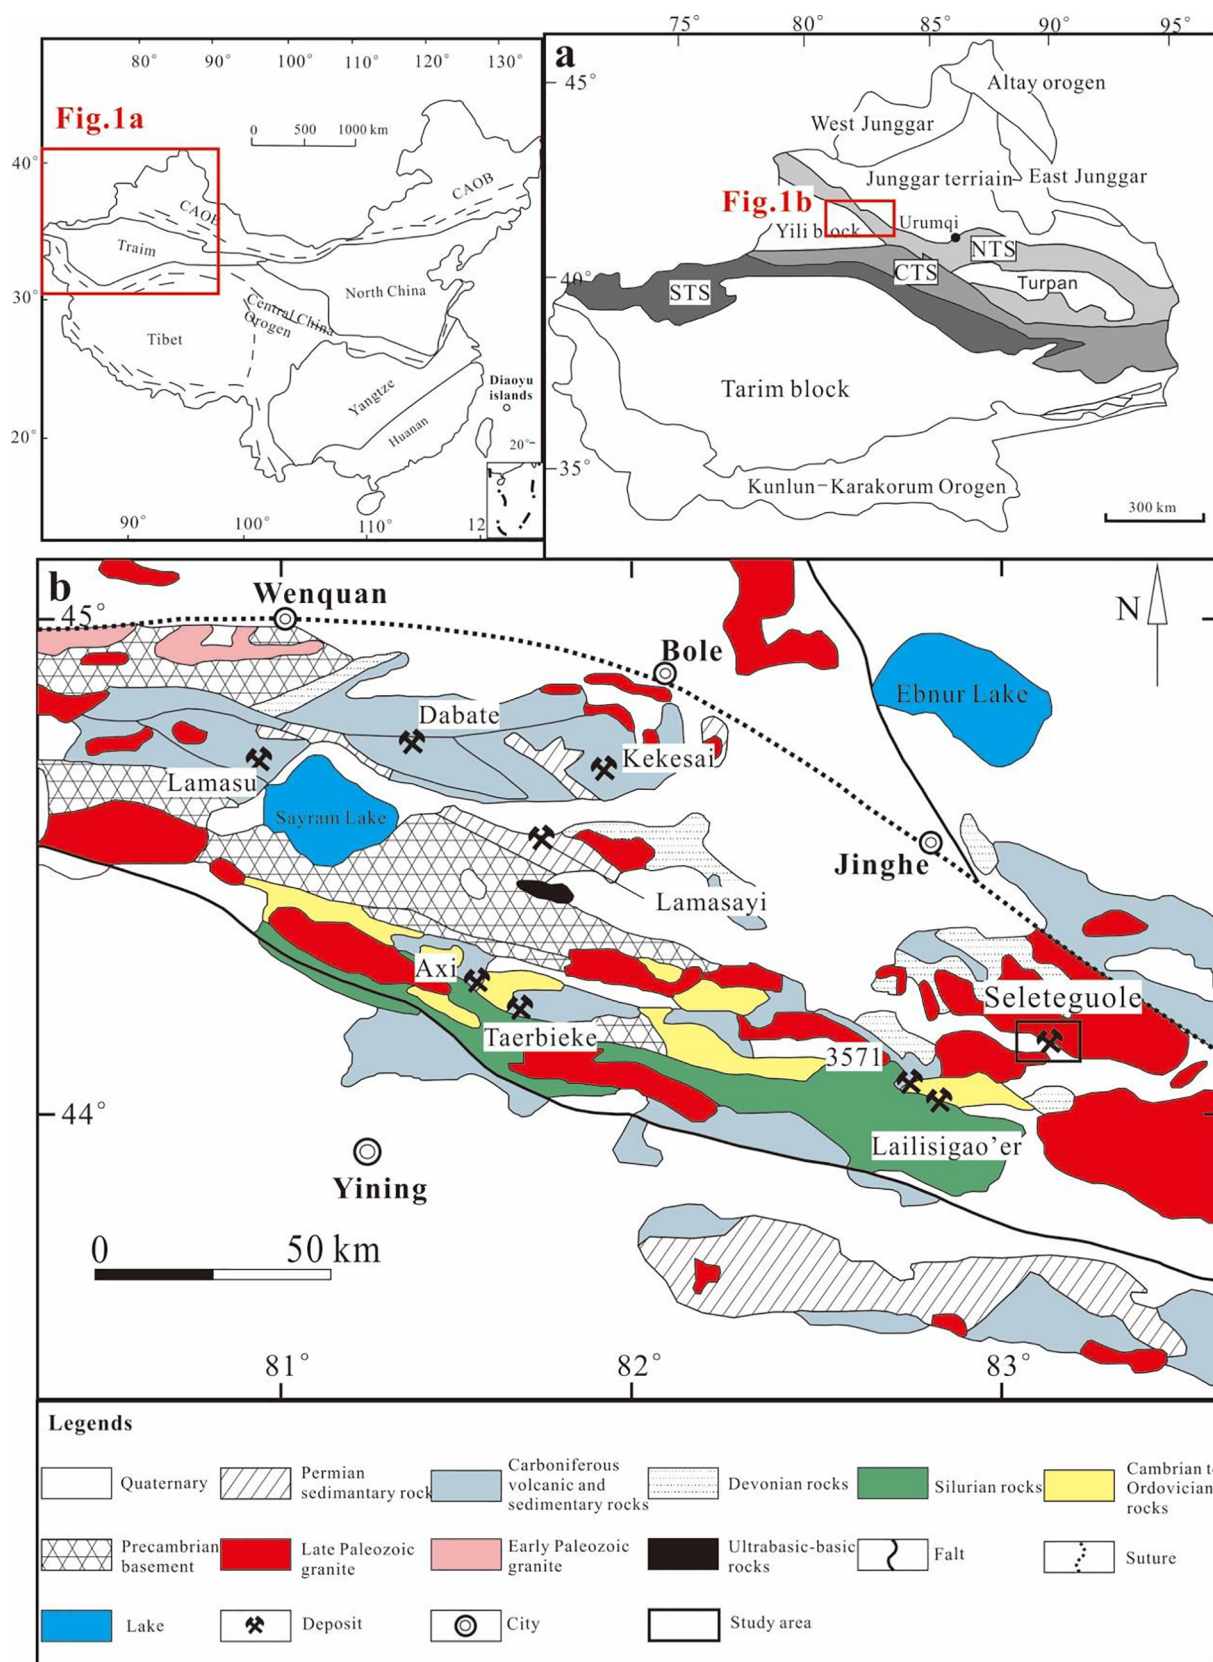 80°
90°
100°
110°
120°
130°
Fig.1a
0
500
1000 km
40°
CAOB
CAOB
Traim
30°
Central China
Orogen
North China
Tibet
Yangtze
Huanan
Diaoyu
islands
20°
20°
90°
100°
110°
12
75°
80°
85°
90°
95°
a
45°
Altay orogen
West Junggar
Junggar terriain
East Junggar
Fig.1b
Urumqi
Yili block
NTS
CTS
40°
STS
Turpan
Tarim block
35°
Kunlun-Karakorum Orogen
300 km
b
Wenquan
45°
N
Bole
Ebnur Lake
Dabate
Kekesai
Lamasu
Sayram Lake
Jinghe
Lamasayi
Axi
Seleteguole
Taerbieke
3571
44°
Lailisigao'er
Yining
0
50 km
81°
82°
83°
Legends
Quaternary
Permian
sedimantary rock
Carboniferous
volcanic and
sedimentary rocks
Devonian rocks
Silurian rocks
Cambrian t
Ordovician
rocks
Precambrian
basement
Late Paleozoic
granite
Early Paleozoic
granite
Ultrabasic-basic
rocks
Falt
Suture
Lake
Deposit
City
Study area